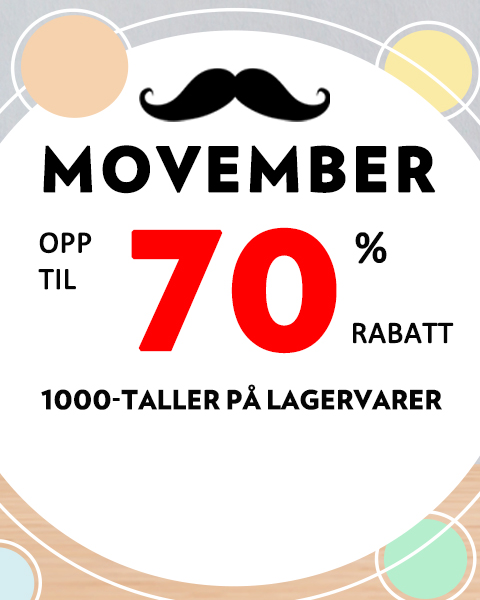 MOVEMBER
OPP
TIL
70%
RABATT
1000-TALLER PÅ LAGERVARER